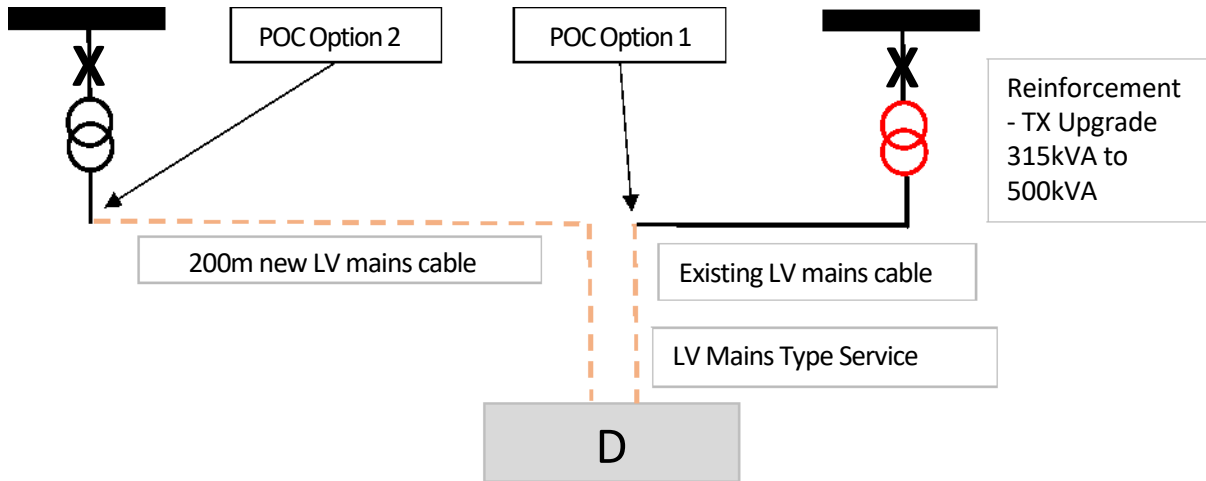 POC Option 2
POC Option 1
Reinforcement
- TX Upgrade
315kVA to
500kVA
X
X
200m new LV mains cable
Existing LV mains cable
LV Mains Type Service
D